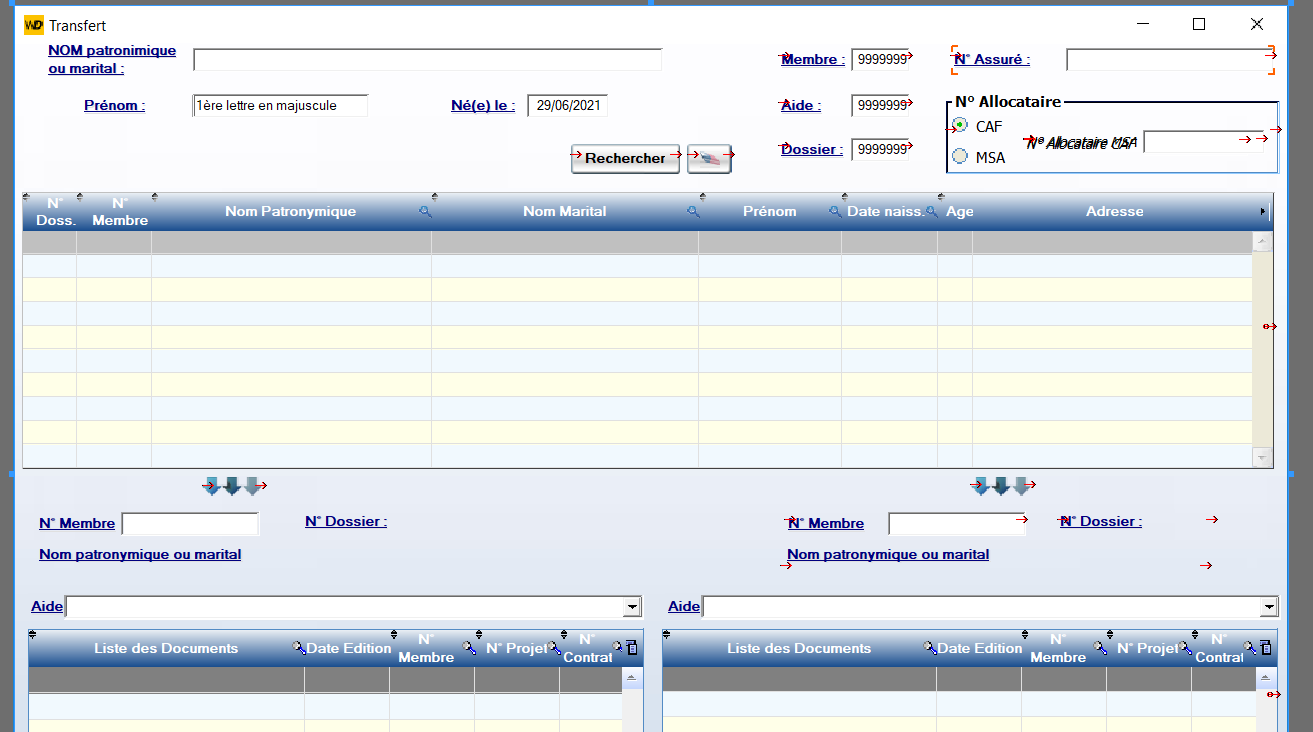 WD Transfert
NOM patronimique
ou marital :
Membre : 9999999
N° Assuré :
Prénom : 1ère lettre en majuscule
Né(e) le : 29/06/2021
Aide : 9999999
N° Allocataire
CAF
N° Allocataire MSA
N° Allocataire CAF
MSA
Dossier : 9999999
Rechercher
N° Doss.
N° Membre
Nom Patronymique
Nom Marital
Prénom
Date naiss.
Age
Adresse
N° Membre
N° Dossier :
N° Membre
N° Dossier :
Nom patronymique ou marital
Nom patronymique ou marital
Aide
Aide
Liste des Documents
Date Edition
N° Membre
N° Projet
N° Contrat
Liste des Documents
Date Edition
N° Membre
N° Projet
N° Contrat